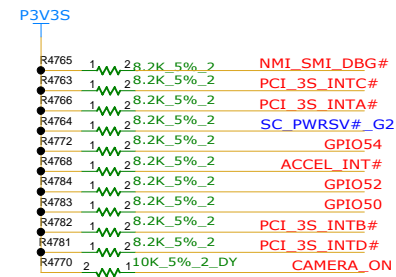 P3V3S
R4765 1 2 8.2K_5%_2 NMI_SMI_DBG#
R4763 1 2 8.2K_5%_2 PCI_3S_INTC#
R4766 1 2 8.2K_5%_2 PCI_3S_INTA#
R4764 1 2 8.2K_5%_2 SC_PWRSV#_G2
R4772 1 2 8.2K_5%_2 GPIO54
R4768 1 2 8.2K_5%_2 ACCEL_INT#
R4784 1 2 8.2K_5%_2 GPIO52
R4783 1 2 8.2K_5%_2 GPIO50
R4782 1 2 8.2K_5%_2 PCI_3S_INTB#
R4781 1 2 8.2K_5%_2 PCI_3S_INTD#
R4770 2 1 10K_5%_2_DY CAMERA_ON